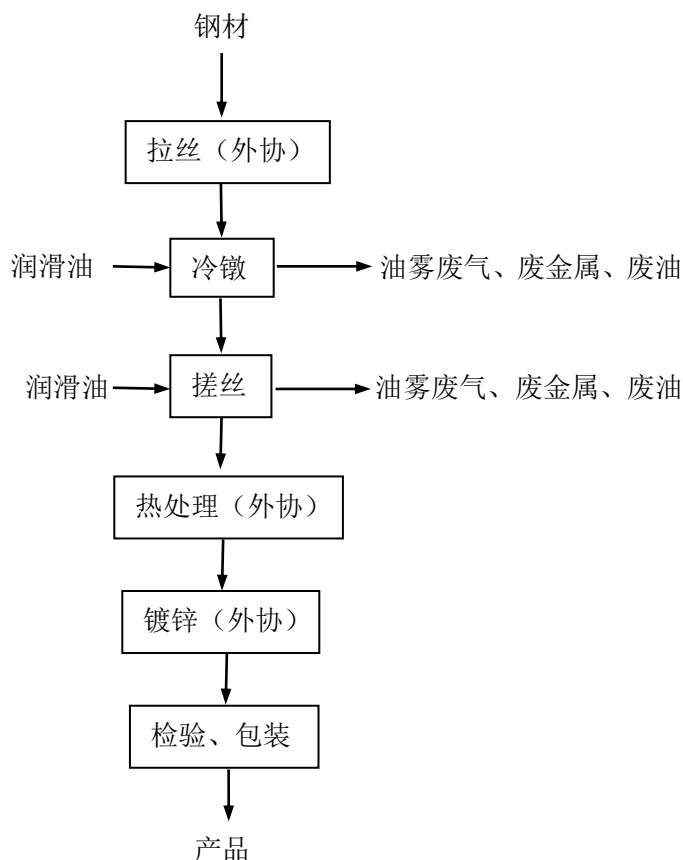 钢材
拉丝（外协）
润滑油
冷镦
油雾废气、废金属、废油
润滑油
搓丝
油雾废气、废金属、废油
热处理（外协）
镀锌（外协）
检验、包装
产品